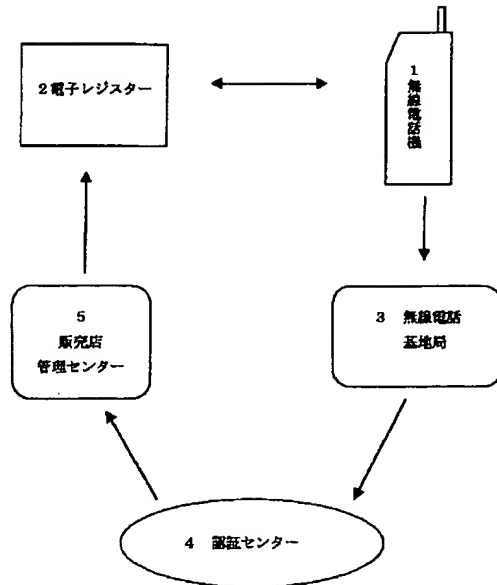 2電子レジスター
1無線電話機
5
販売店
管理センター
3 無線電話
基地局
4 認証センター